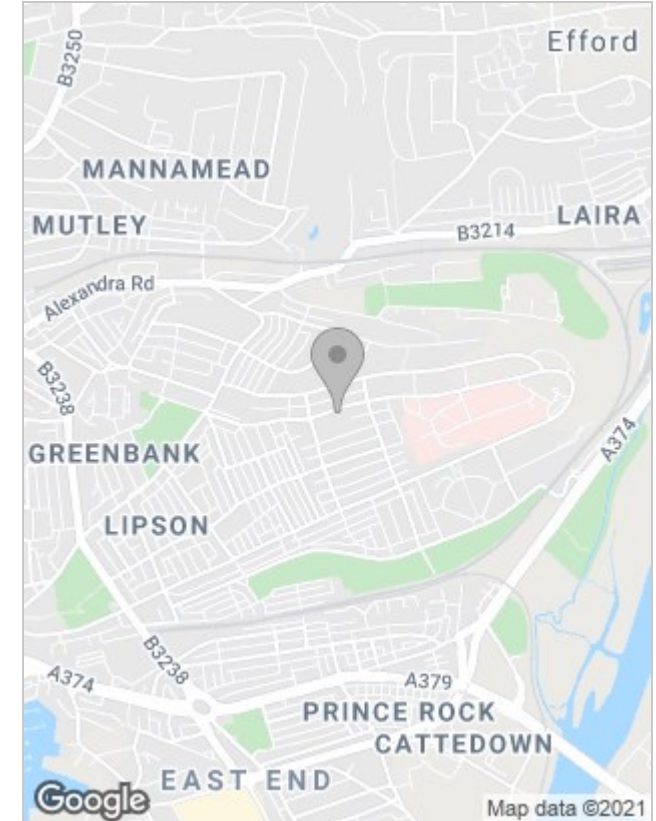 Efford
B3250
MANNAMEAD
MUTLEY
LAIRA
B3214
Alexandra Rd
B3238
GREENBANK
A374
LIPSON
B3238
A374
A379
PRINCE ROCK
CATTEDOWN
EAST END
Google
Map data ©2021